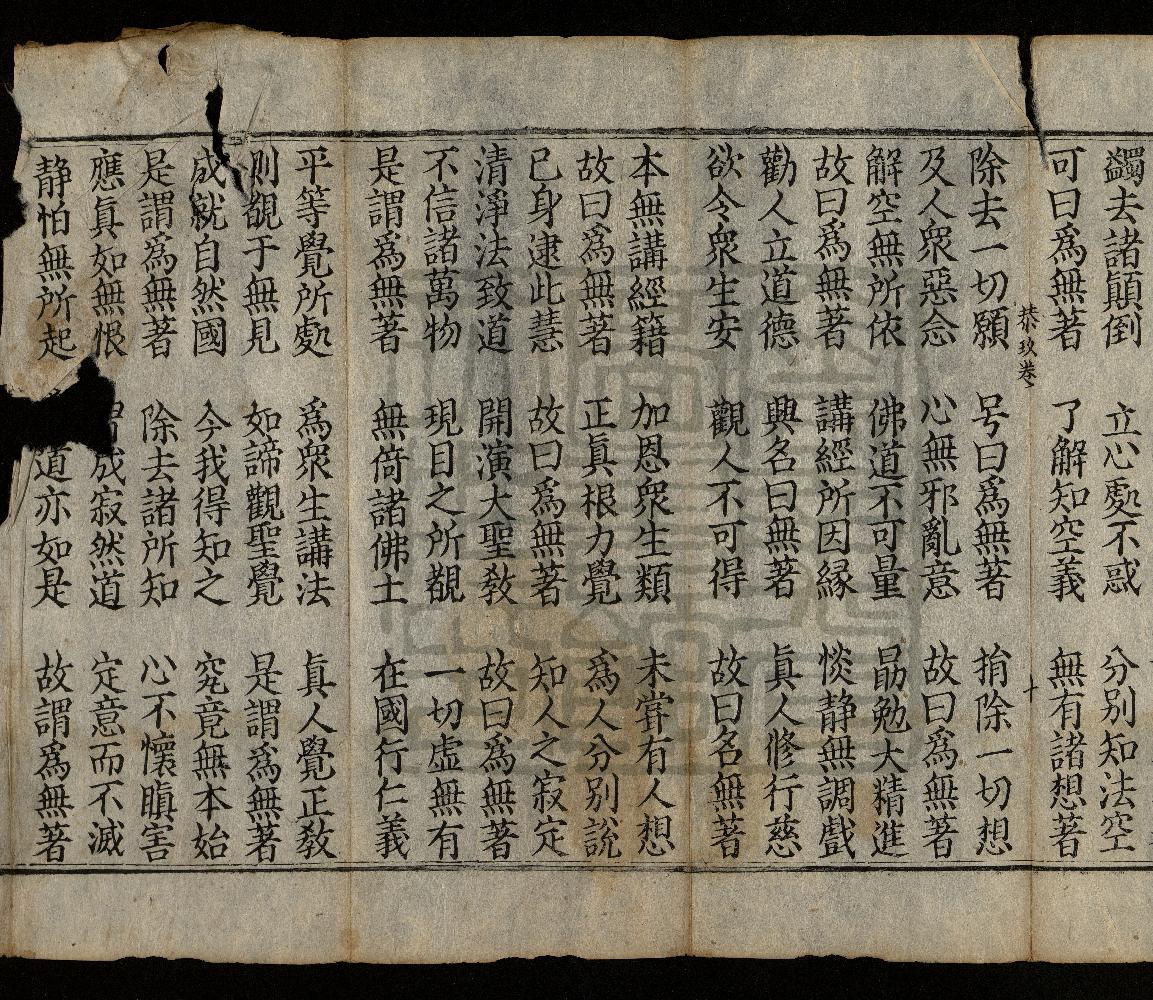 蠲去諸顛倒　立心處不惑　分别知法空
可曰爲無著　了解知空義　無有諸想著
恭玖卷　十
除去一切願　号曰爲無著　捐除一切想
及人衆惡念　心無邪亂意　故曰爲無著
解空無所依　佛道不可量　勗勉大精進
故曰爲無著　講經所因緣　惔静無調戲
勸人立道德　興名曰無著　眞人修行慈
欲令衆生安　觀人不可得　故曰名無著
本無講經籍　加恩衆生類　未甞有人想
故曰爲無著　正眞根力覺　爲人分别說
已身逮此慧　故曰爲無著　知人之寂定
清淨法致道　開演大聖教　故曰爲無著
不信諸萬物　現目之所覩　一切虛無有
是謂爲無著　無倚諸佛土　在國行仁義
平等覺所處　爲衆生講法　眞人覺正教
則覩于無見　如諦觀聖覺　是謂爲無著
成就自然國　今我得知之　究竟無本始
是謂爲無著　除去諸所知　心不懷瞋害
應眞如無恨　成寂然道　定意而不滅
静怕無所起　道亦如是　故謂爲無著